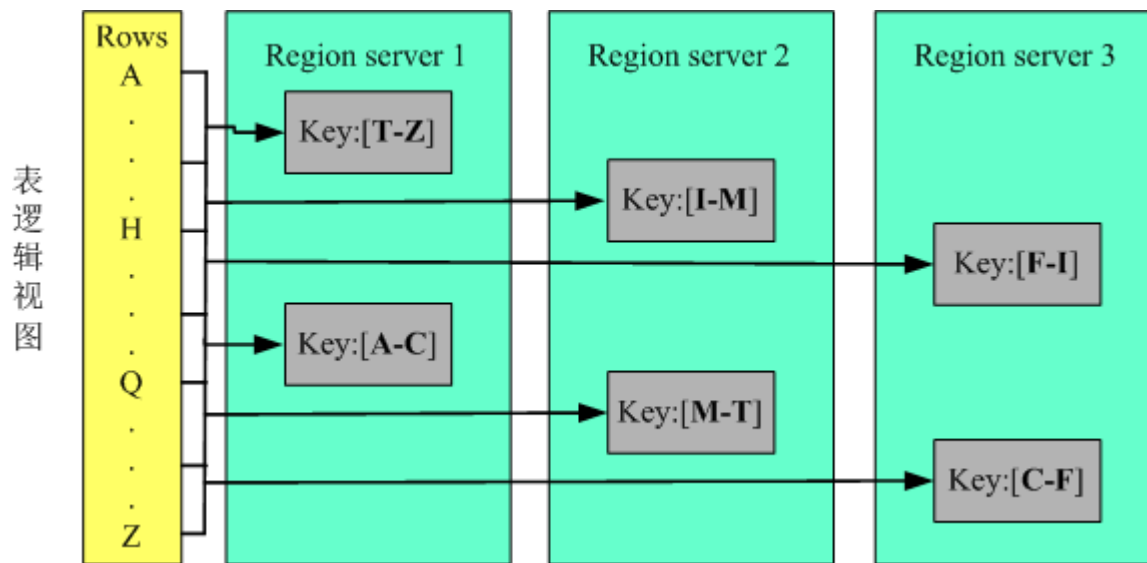 表逻辑视图
Rows
A
.
.
.
H
.
.
.
Q
.
.
.
Z
Region server 1
Key:[T-Z]
Key:[A-C]
Region server 2
Key:[I-M]
Key:[M-T]
Region server 3
Key:[F-I]
Key:[C-F]